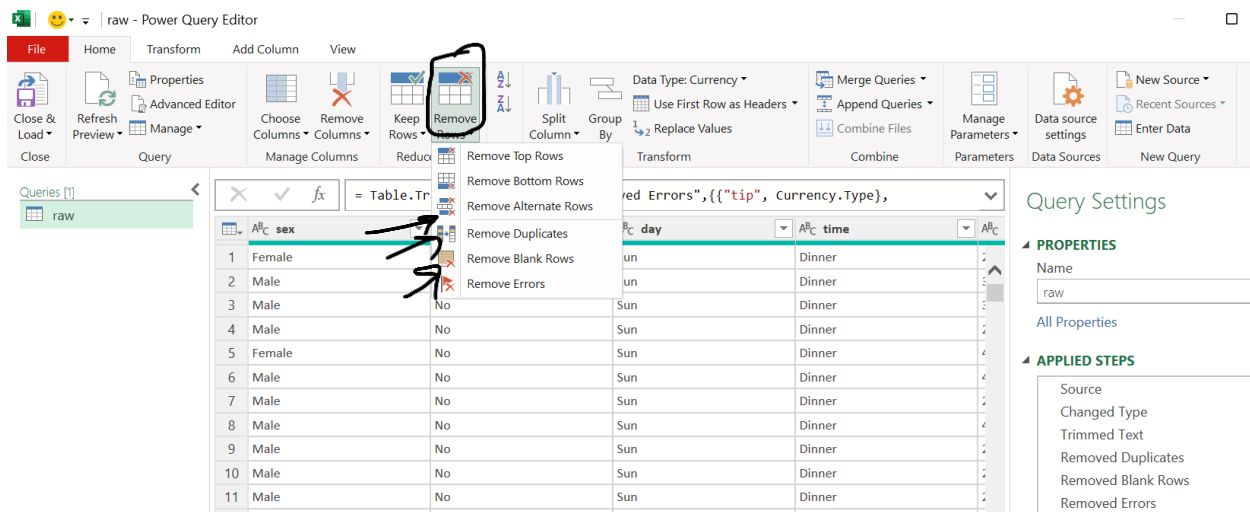 raw - Power Query Editor
File Home Transform Add Column View
Close & Load
Refresh Preview
Properties
Advanced Editor
Manage
Choose Columns
Remove Columns
Keep Rows
Remove Rows
A Z
Z A
Split Column
Group By
Data Type: Currency
Use First Row as Headers
1 2 Replace Values
Merge Queries
Append Queries
Combine Files
Manage Parameters
Data source settings
New Source
Recent Sources
Enter Data
Close Query Manage Columns Reduc Transform Combine Parameters Data Sources New Query
Remove Top Rows
Remove Bottom Rows
Remove Alternate Rows
Remove Duplicates
Remove Blank Rows
Remove Errors
Queries [1]
raw
fx = Table.Tr ved Errors",{{"tip", Currency.Type},
ABC sex day ABC time ABC
1 Female Sun Dinner
2 Male Sun Dinner
3 Male No Sun Dinner
4 Male No Sun Dinner
5 Female No Sun Dinner
6 Male No Sun Dinner
7 Male No Sun Dinner
8 Male No Sun Dinner
9 Male No Sun Dinner
10 Male No Sun Dinner
11 Male No Sun Dinner
Query Settings
PROPERTIES
Name
raw
All Properties
APPLIED STEPS
Source
Changed Type
Trimmed Text
Removed Duplicates
Removed Blank Rows
Removed Errors